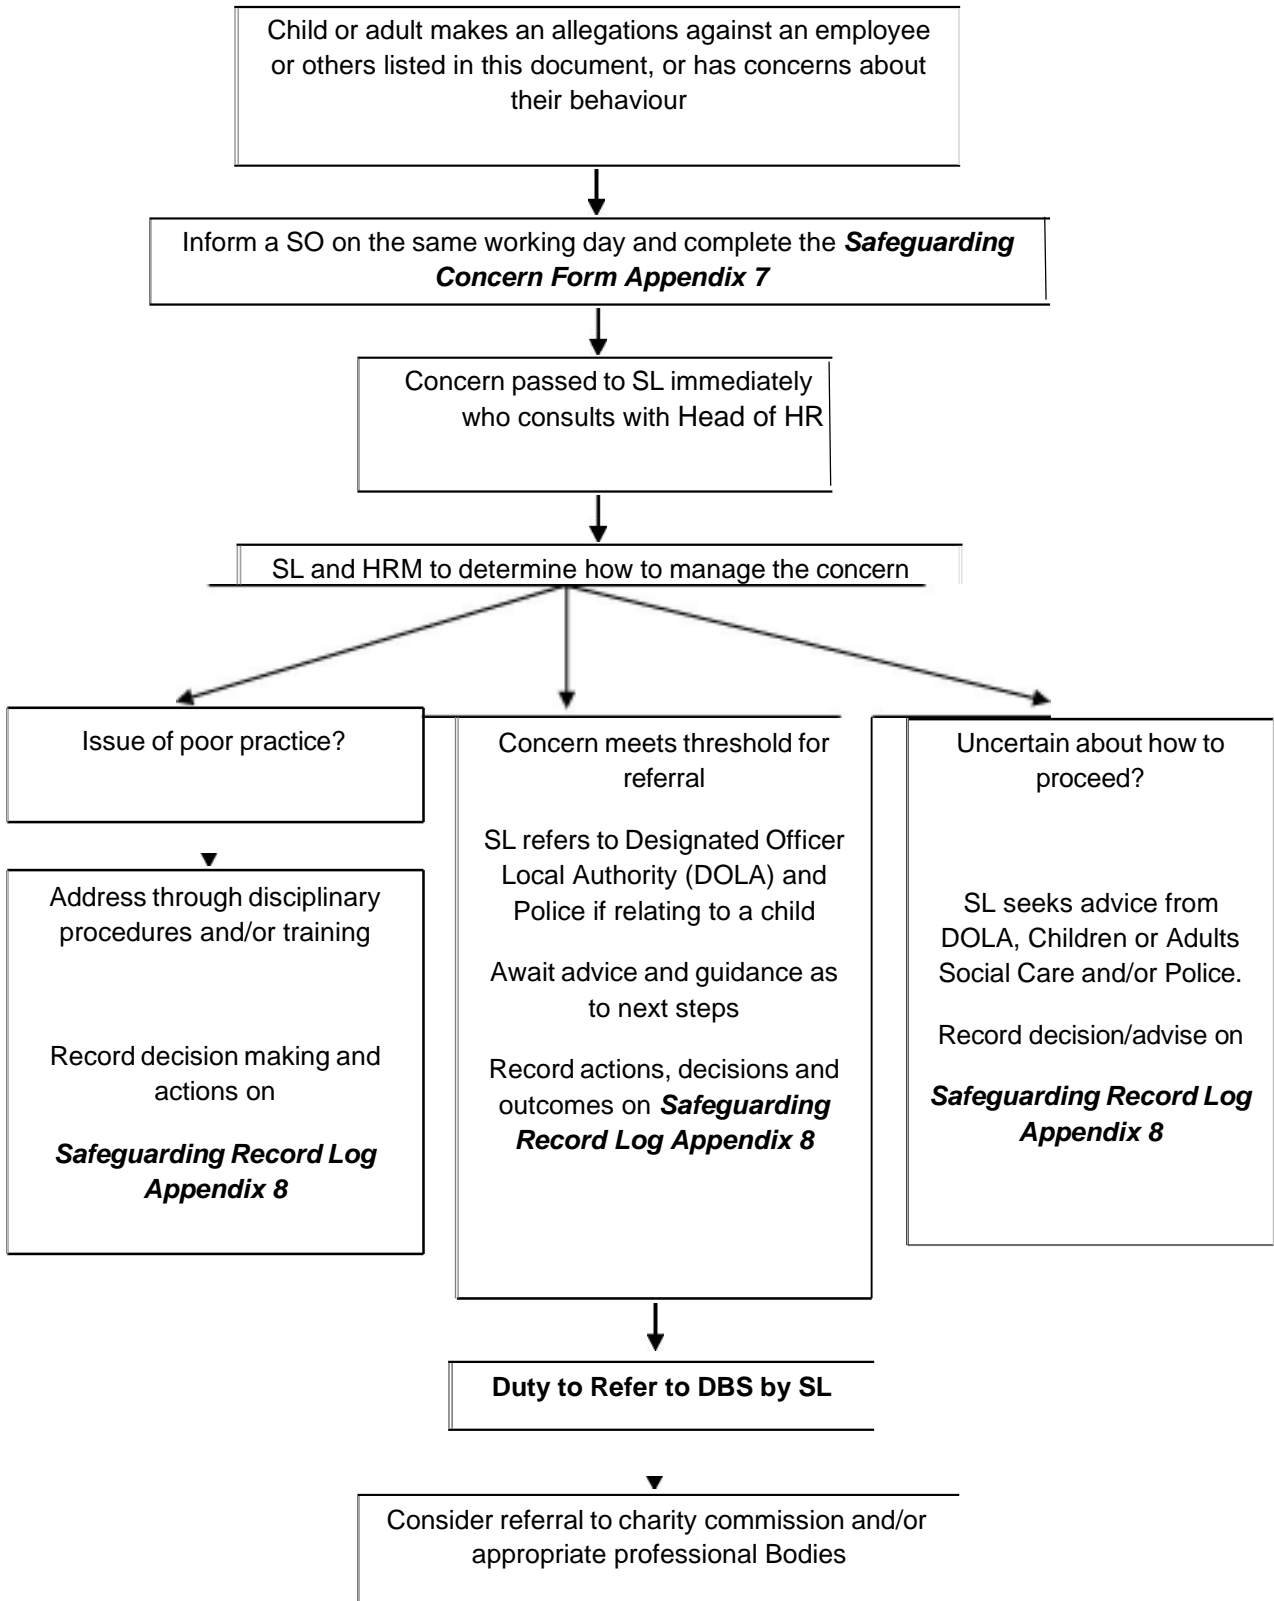 Child or adult makes an allegations against an employee
or others listed in this document, or has concerns about
their behaviour
Inform a SO on the same working day and complete the Safeguarding
Concern Form Appendix 7
Concern passed to SL immediately
who consults with Head of HR
SL and HRM to determine how to manage the concern
Issue of poor practice?
Address through disciplinary
procedures and/or training
Record decision making and
actions on
Safeguarding Record Log
Appendix 8
Concern meets threshold for
referral
SL refers to Designated Officer
Local Authority (DOLA) and
Police if relating to a child
Await advice and guidance as
to next steps
Record actions, decisions and
outcomes on Safeguarding
Record Log Appendix 8
Uncertain about how to
proceed?
SL seeks advice from
DOLA, Children or Adults
Social Care and/or Police.
Record decision/advise on
Safeguarding Record Log
Appendix 8
Duty to Refer to DBS by SL
Consider referral to charity commission and/or
appropriate professional Bodies